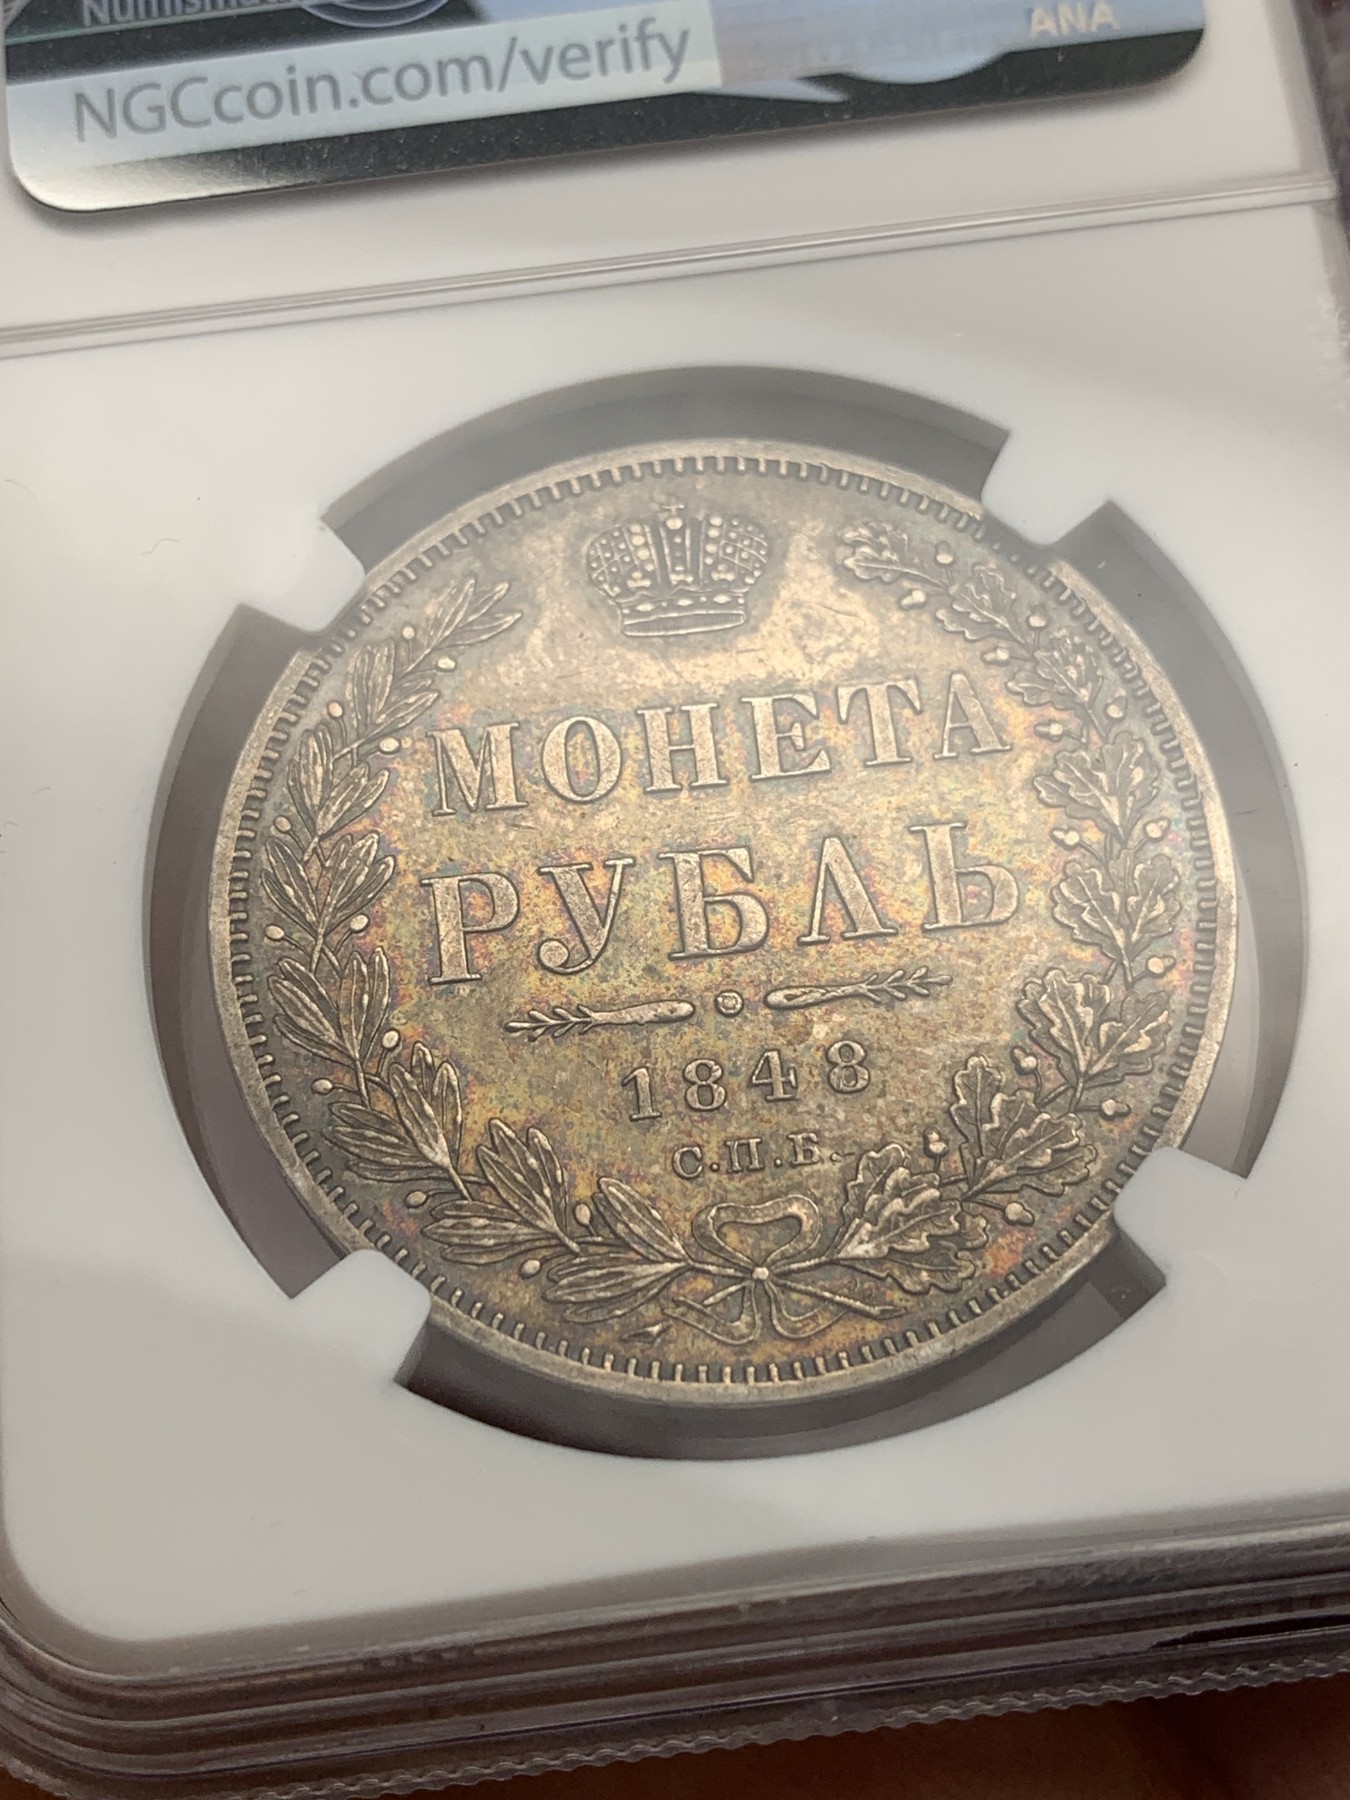 ANA
NGCcoin.com/verify
МОНЕТА
РУБЛЬ
1848
С.П.Б.